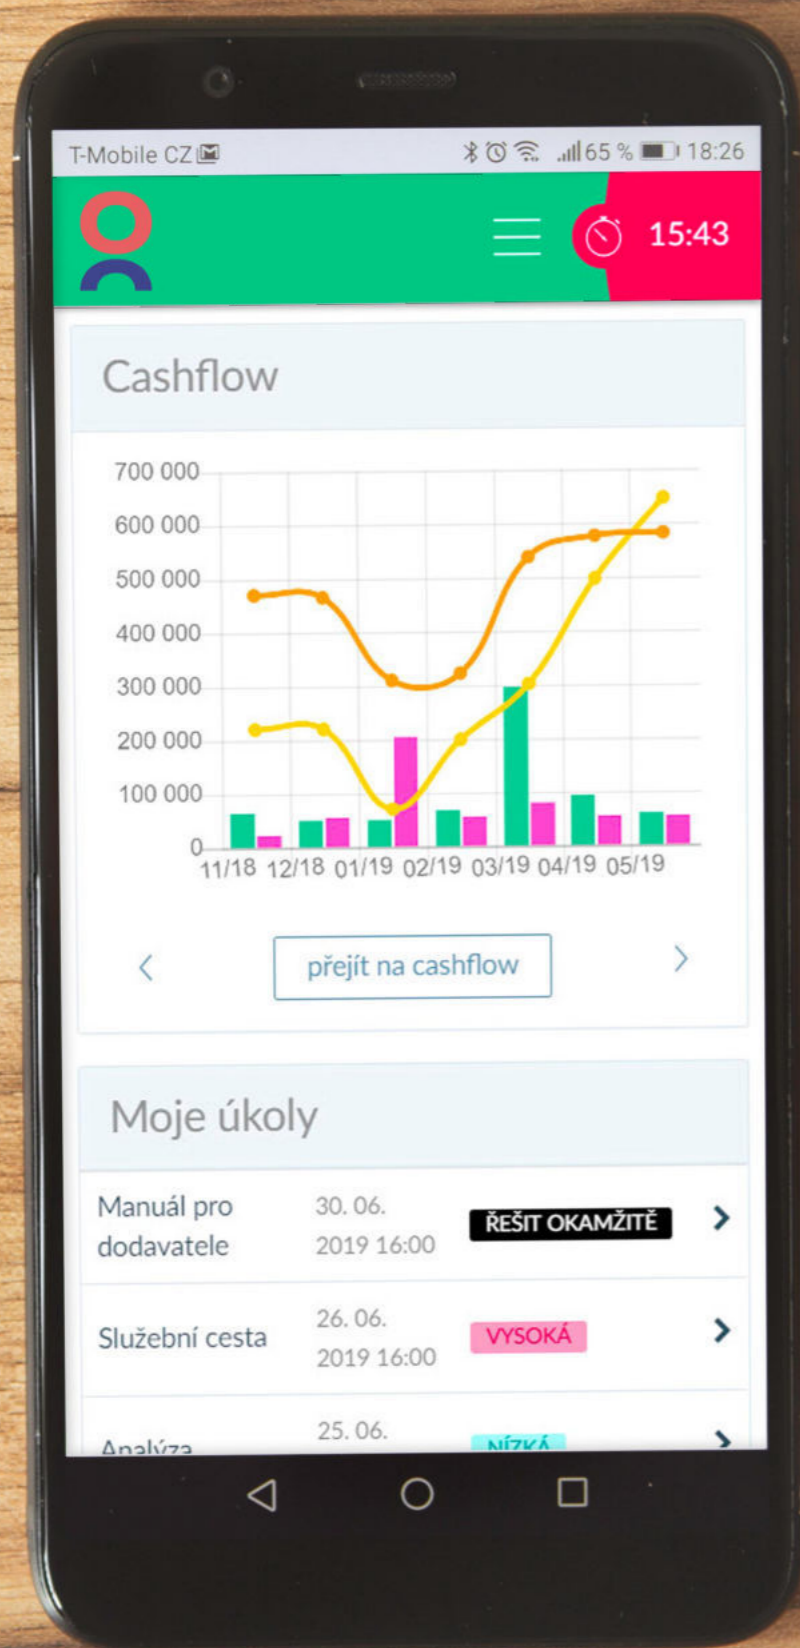 T-Mobile CZ 65 % 18:26
15:43
Cashflow
700 000
600 000
500 000
400 000
300 000
200 000
100 000
0
11/18 12/18 01/19 02/19 03/19 04/19 05/19
přejít na cashflow
Moje úkoly
Manuál pro
dodavatele
30. 06.
2019 16:00
ŘEŠIT OKAMŽITĚ
Služební cesta
26. 06.
2019 16:00
VYSOKÁ
Analýza
25. 06.
NÍZKÁ